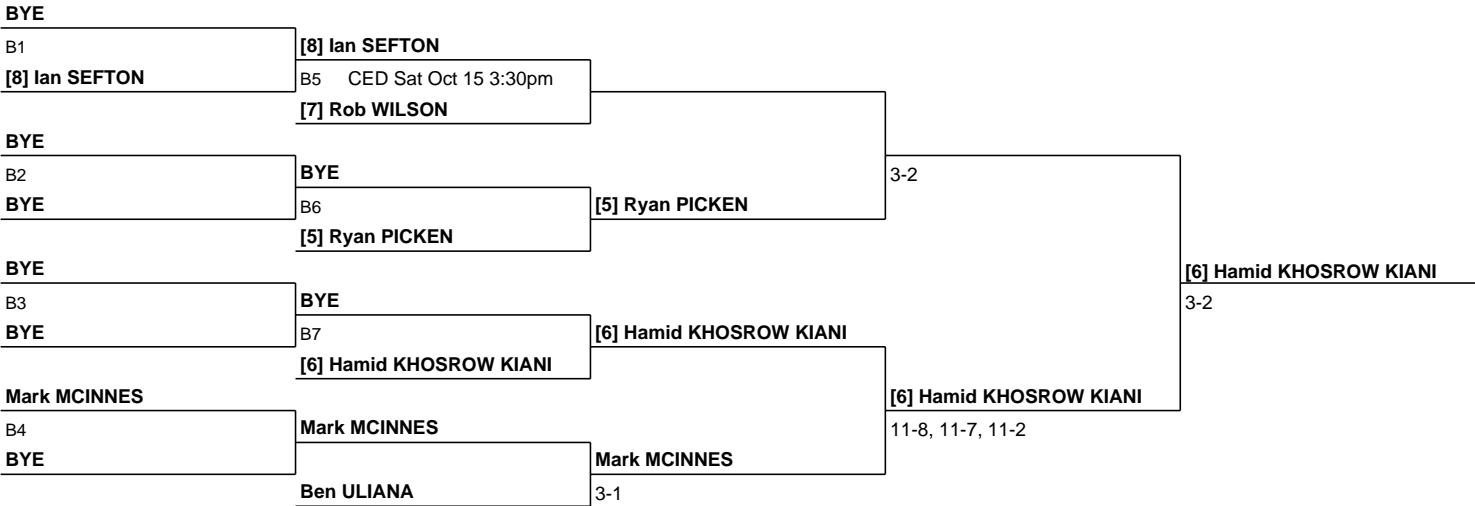 BYE
B1
[8] Ian SEFTON
[8] Ian SEFTON
B5 CED Sat Oct 15 3:30pm
[7] Rob WILSON
BYE
B2
BYE
BYE
B6
[5] Ryan PICKEN
[5] Ryan PICKEN
3-2
BYE
B3
BYE
BYE
B7
[6] Hamid KHOSROW KIANI
[6] Hamid KHOSROW KIANI
[6] Hamid KHOSROW KIANI
3-2
Mark MCINNES
B4
BYE
Mark MCINNES
Ben ULIANA
Mark MCINNES
3-1
[6] Hamid KHOSROW KIANI
11-8, 11-7, 11-2